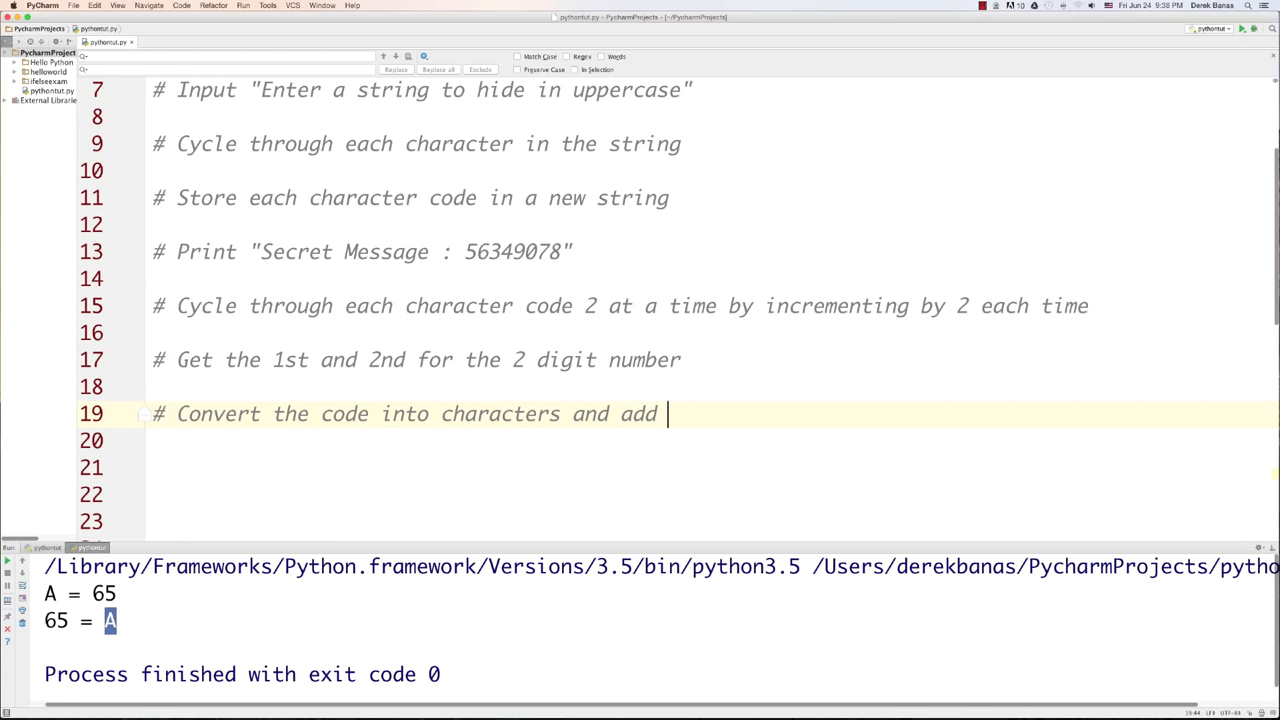 PyCharm File Edit View Navigate Code Refactor Run Tools VCS Window Help 10 Fri Jun 24 9:38 PM Derek Banas
pythontut.py - PycharmProjects - [~/PycharmProjects]
PycharmProjects pythontut.py pythontut
pythontut.py ×
Match Case Regex Words
Replace Replace all Exclude Preserve Case In Selection
PycharmProject
Hello Python
helloworld
ifelseexam
pythontut.py
External Librarie
7 # Input "Enter a string to hide in uppercase"
8
9 # Cycle through each character in the string
10
11 # Store each character code in a new string
12
13 # Print "Secret Message : 56349078"
14
15 # Cycle through each character code 2 at a time by incrementing by 2 each time
16
17 # Get the 1st and 2nd for the 2 digit number
18
19 # Convert the code into characters and add
20
21
22
23
Run: pythontut pythontut
/Library/Frameworks/Python.framework/Versions/3.5/bin/python3.5 /Users/derekbanas/PycharmProjects/pytho
A = 65
65 = A
Process finished with exit code 0
19:44 LF÷ UTF-8÷